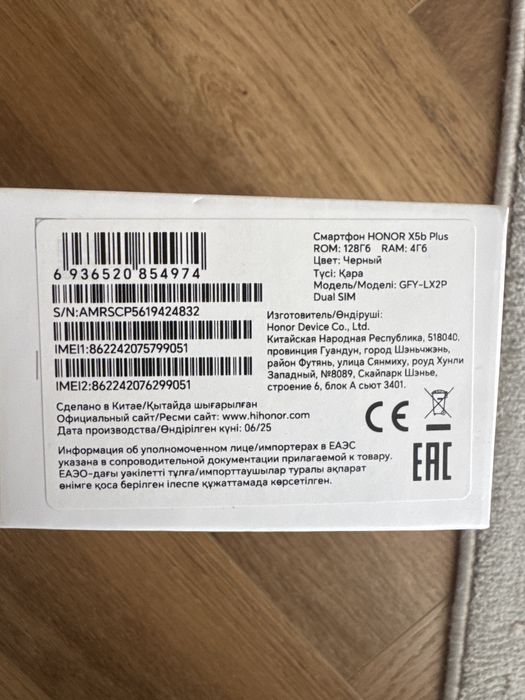 Смартфон HONOR X5b Plus
ROM: 128Гб RAM: 4Гб
Цвет: Черный
Түсі: Қара
Модель/Моделі: GFY-LX2P
Dual SIM
6 936520 854974
S/N:AMRSCP5619424832
IMEI1:862242075799051
IMEI2:862242076299051
Изготовитель/Өндіруші:
Honor Device Co., Ltd.
Китайская Народная Республика, 518040,
провинция Гуандун, город Шэньчжэнь,
район Футянь, улица Сянмиху, роуд Хунли
Западный, №8089, Скайпарк Шэнье,
строение 6, блок А сьют 3401.
Сделано в Китае/Қытайда шығарылған
Официальный сайт/Ресми сайт: www.hihonor.com
Дата производства/Өндірілген күні: 06/25
CE
Информация об уполномоченном лице/импортерах в ЕАЭС
указана в сопроводительной документации прилагаемой к товару.
ЕАЭО-дағы уәкілетті тұлға/импорттаушылар туралы ақпарат
өнімге қоса берілген ілеспе құжаттамада көрсетілген.
EAC